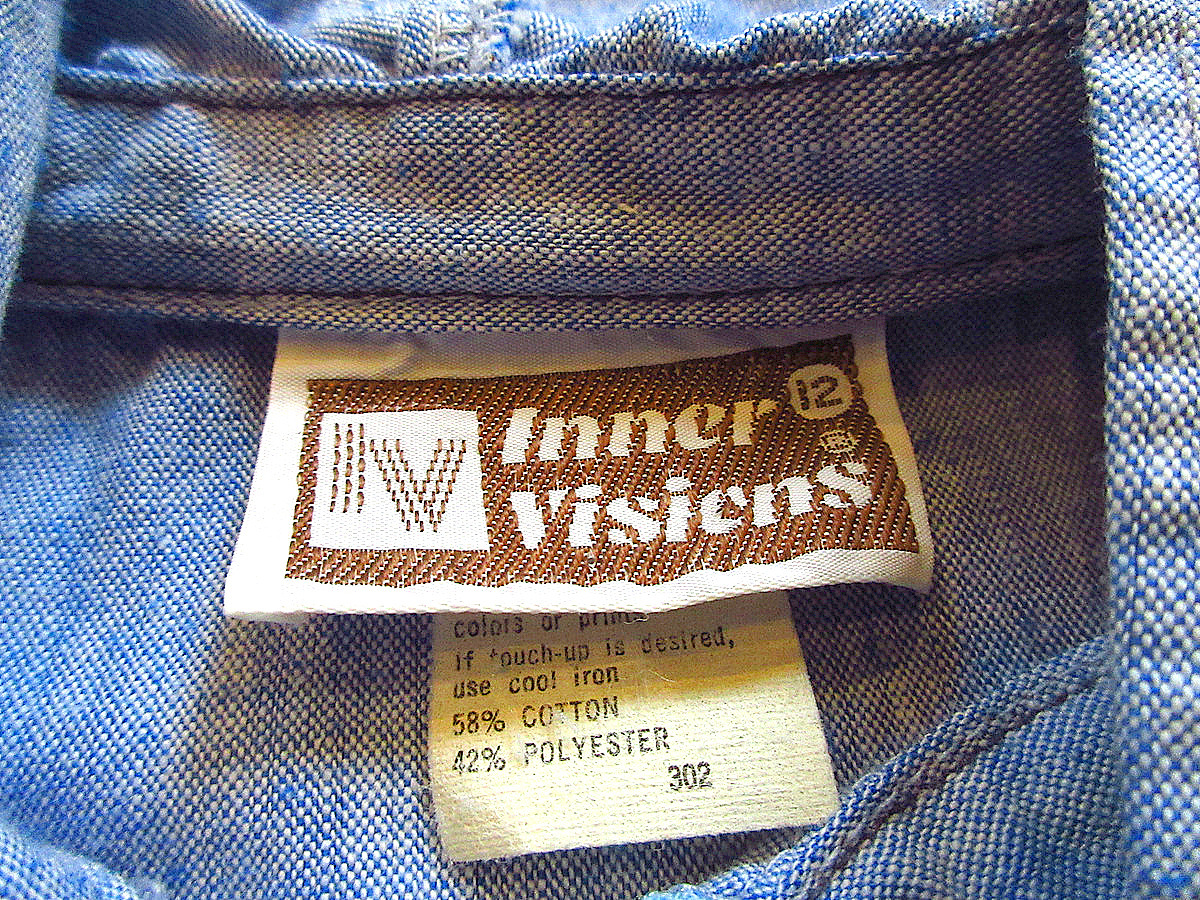 IV
Inner
12
Visions
®
colors or prints
if touch-up is desired,
use cool iron
58% COTTON
42% POLYESTER
302